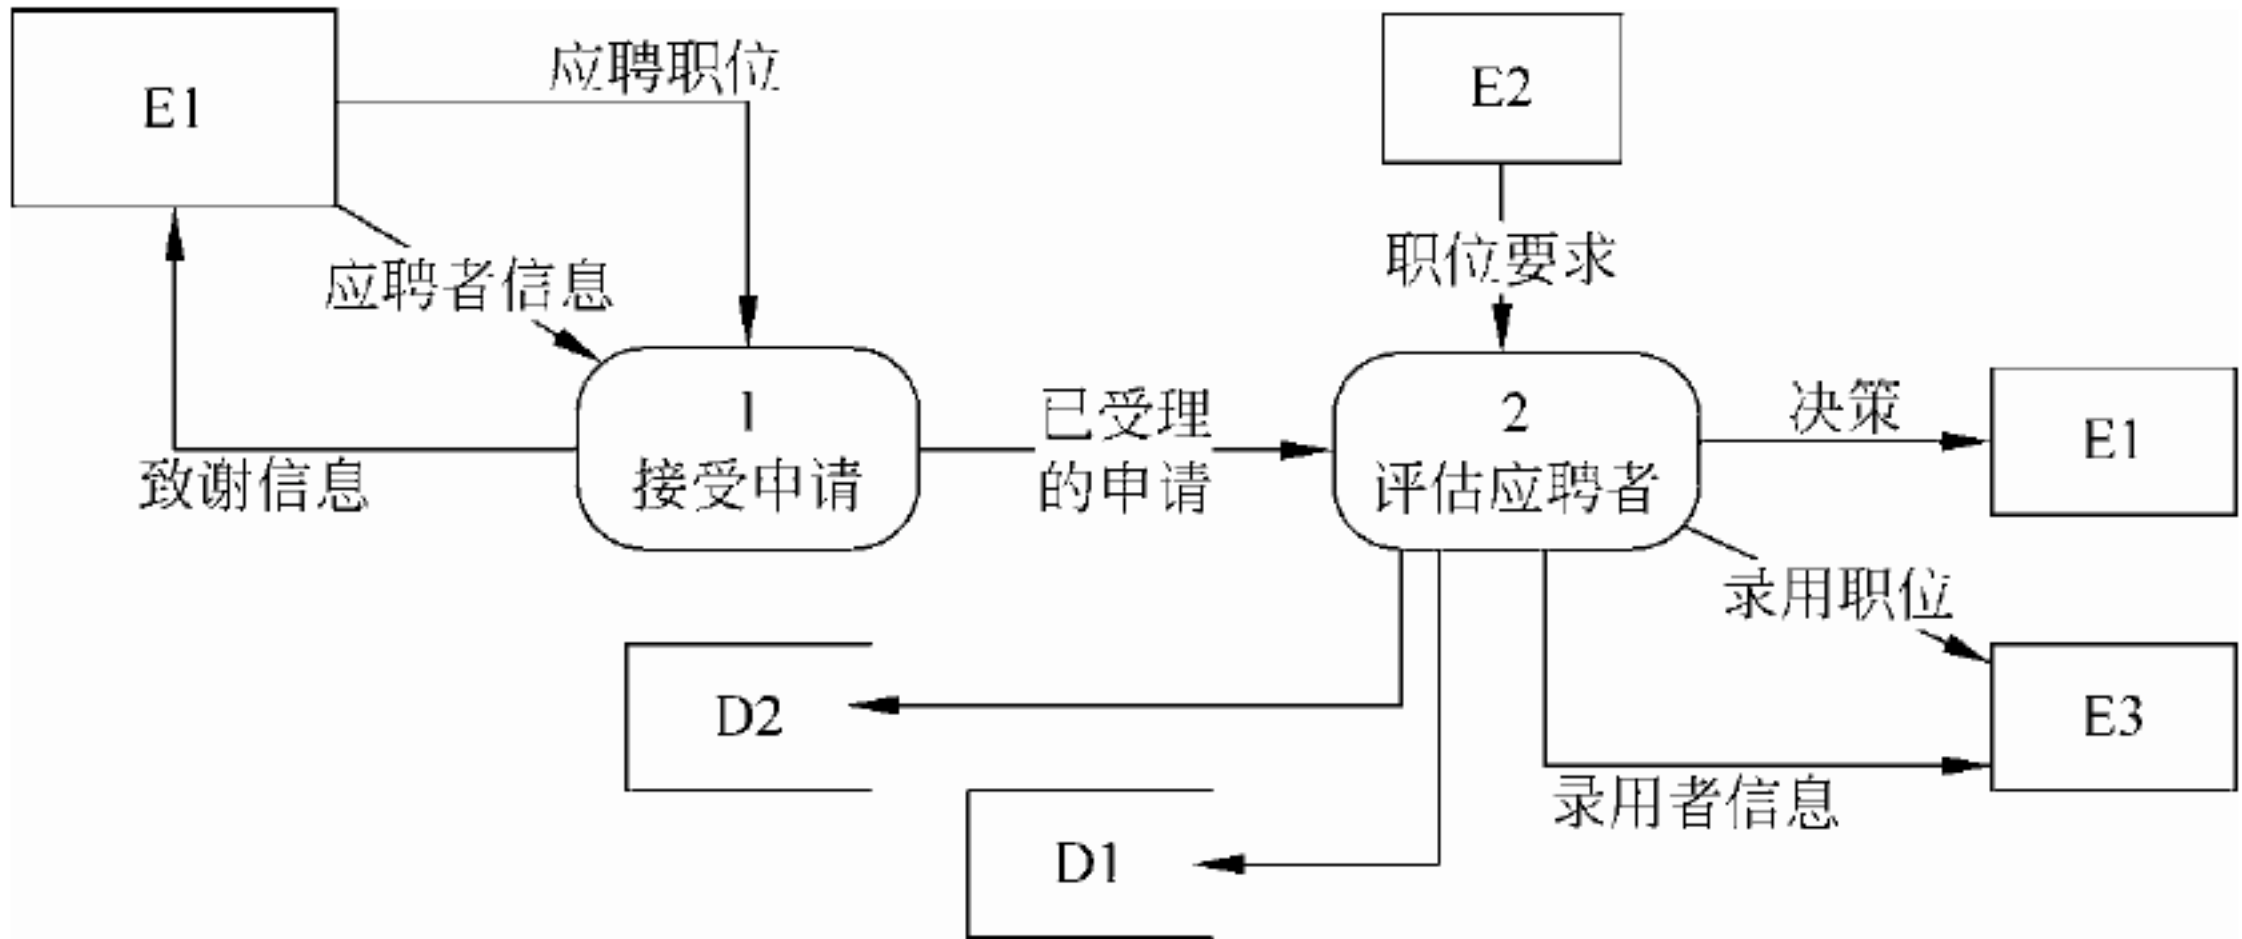 E1
应聘职位
E2
职位要求
应聘者信息
致谢信息
1
接受申请
已受理
的申请
2
评估应聘者
决策
E1
录用职位
E3
录用者信息
D2
D1